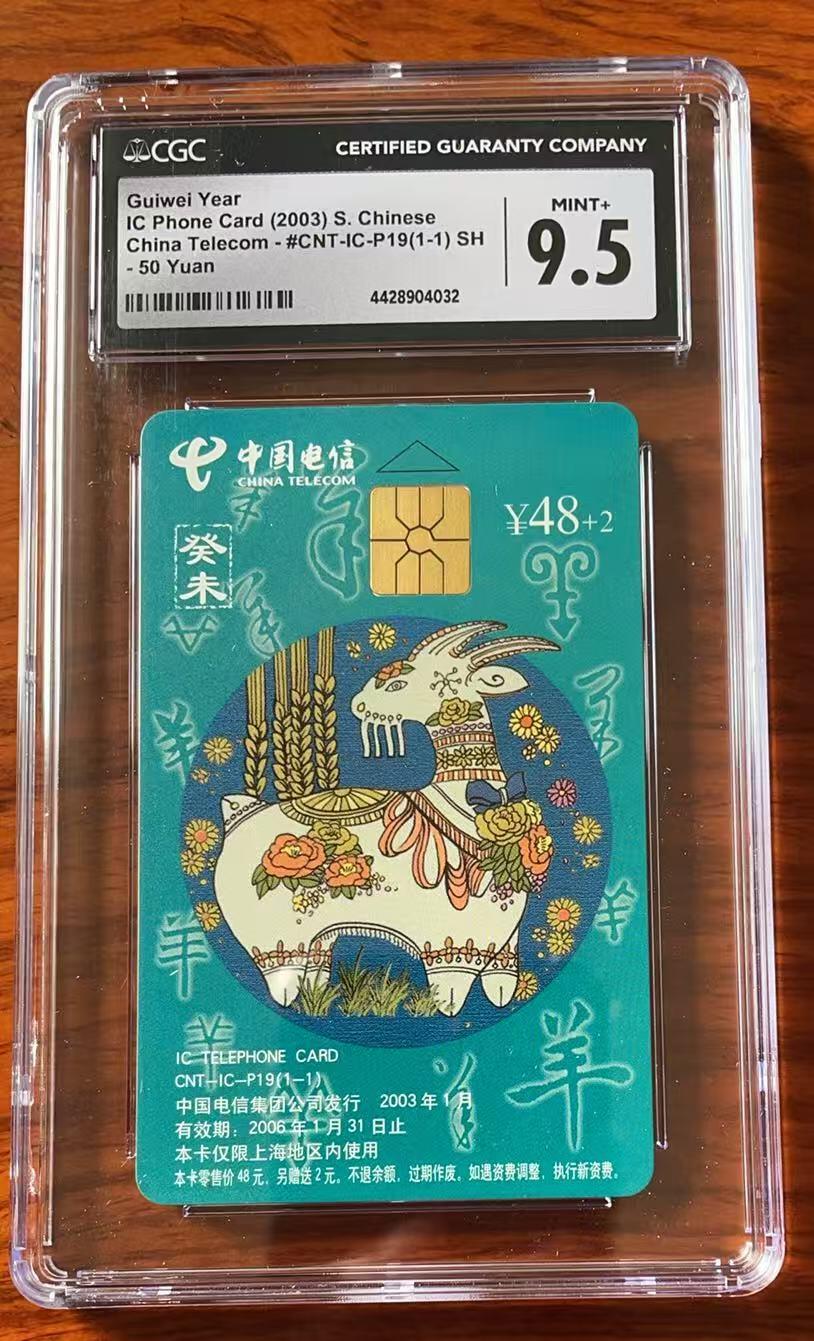 CGC
CERTIFIED GUARANTY COMPANY
Guiwei Year
IC Phone Card (2003) S. Chinese
China Telecom - #CNT-IC-P19(1-1) SH
- 50 Yuan
4428904032
MINT+
9.5
中国电信
CHINA TELECOM
¥48+2
癸
未
羊
羊
羊
羊
IC TELEPHONE CARD
CNT-IC-P19(1-1)
中国电信集团公司发行 2003年1月
有效期：2006年1月31日止
本卡仅限上海地区内使用
本卡零售价48元，另赠送2元。不退余额，过期作废。如遇资费调整，执行新资费。